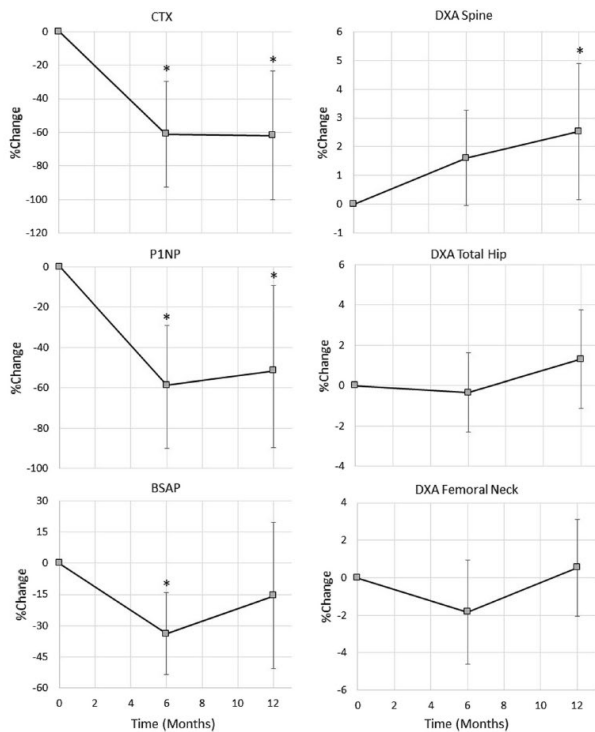 CTX
0
-20
-40
-60
-80
-100
-120
%Change
*
*
DXA Spine
6
5
4
3
2
1
0
-1
%Change
*
P1NP
0
-20
-40
-60
-80
-100
%Change
*
*
DXA Total Hip
6
4
2
0
-2
-4
%Change
BSAP
30
15
0
-15
-30
-45
-60
%Change
*
0 2 4 6 8 10 12
Time (Months)
DXA Femoral Neck
4
2
0
-2
-4
-6
%Change
0 2 4 6 8 10 12
Time (Months)